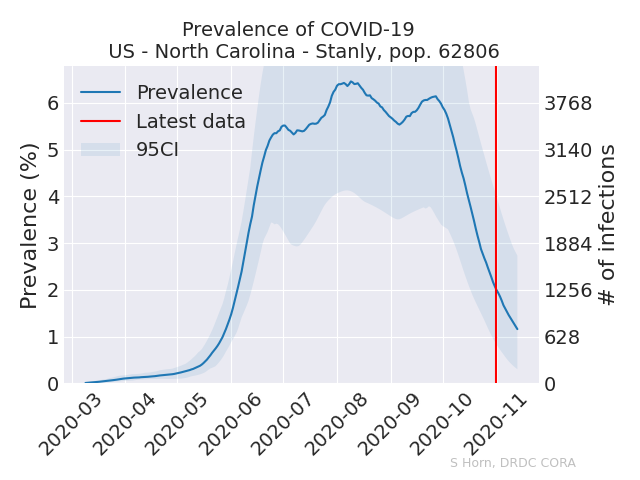 Prevalence of COVID-19
US - North Carolina - Stanly, pop. 62806
Prevalence
Latest data
95CI
Prevalence (%)
6
5
4
3
2
1
0
3768
3140
2512
1884
1256
628
0
# of infections
2020-03
2020-04
2020-05
2020-06
2020-07
2020-08
2020-09
2020-10
2020-11
S Horn, DRDC CORA